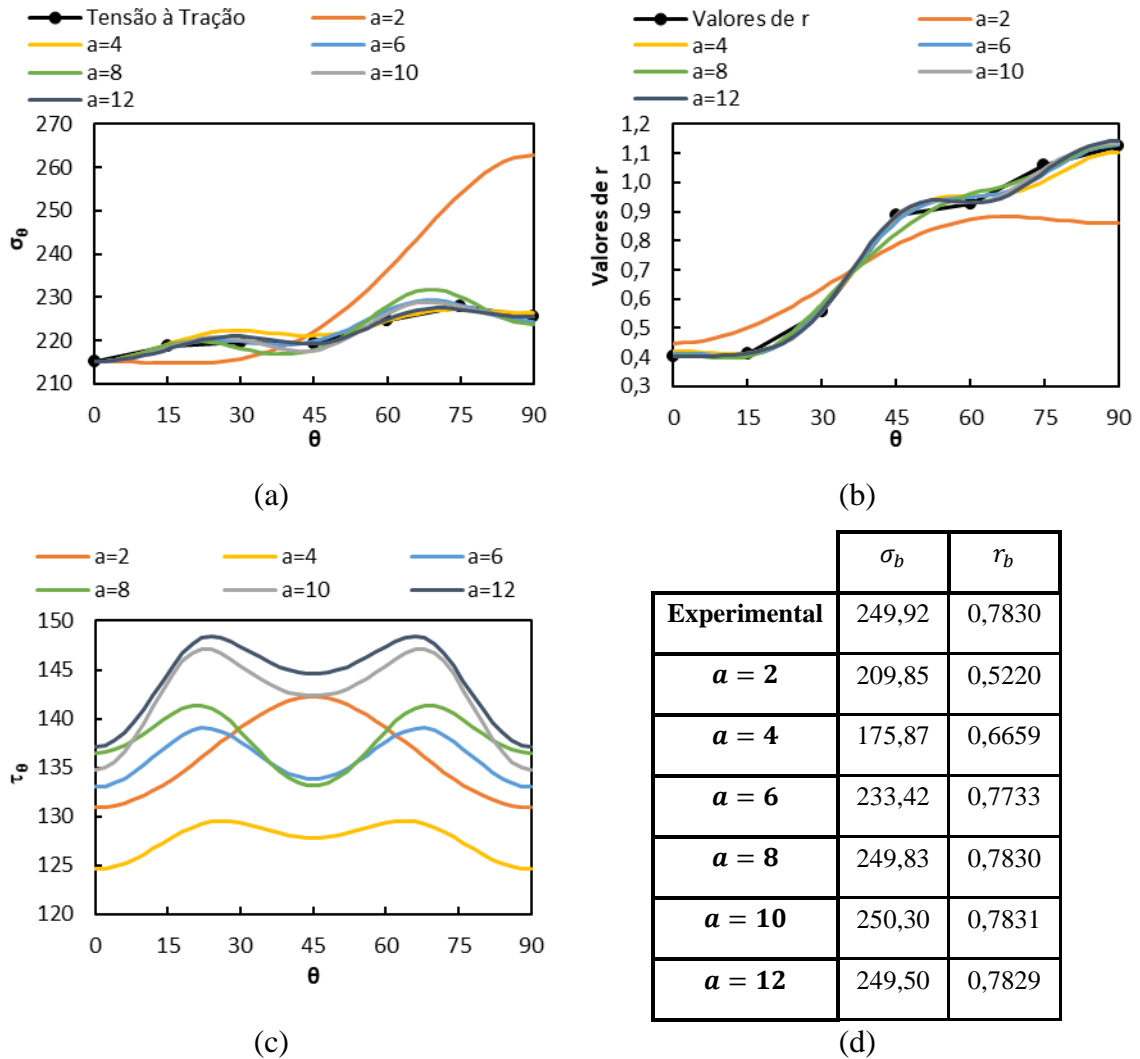 Tensão à Tração
a=2
a=4
a=6
a=8
a=10
a=12
270
260
250
240
230
220
210
σθ
0 15 30 45 60 75 90
θ
(a)
Valores de r
a=2
a=4
a=6
a=8
a=10
a=12
1,2
1,1
1,0
0,9
0,8
0,7
0,6
0,5
0,4
0,3
Valores de r
0 15 30 45 60 75 90
θ
(b)
a=2 a=4 a=6
a=8 a=10 a=12
150
145
140
135
130
125
120
τθ
0 15 30 45 60 75 90
θ
(c)
σb rb
Experimental 249,92 0,7830
a = 2 209,85 0,5220
a = 4 175,87 0,6659
a = 6 233,42 0,7733
a = 8 249,83 0,7830
a = 10 250,30 0,7831
a = 12 249,50 0,7829
(d)